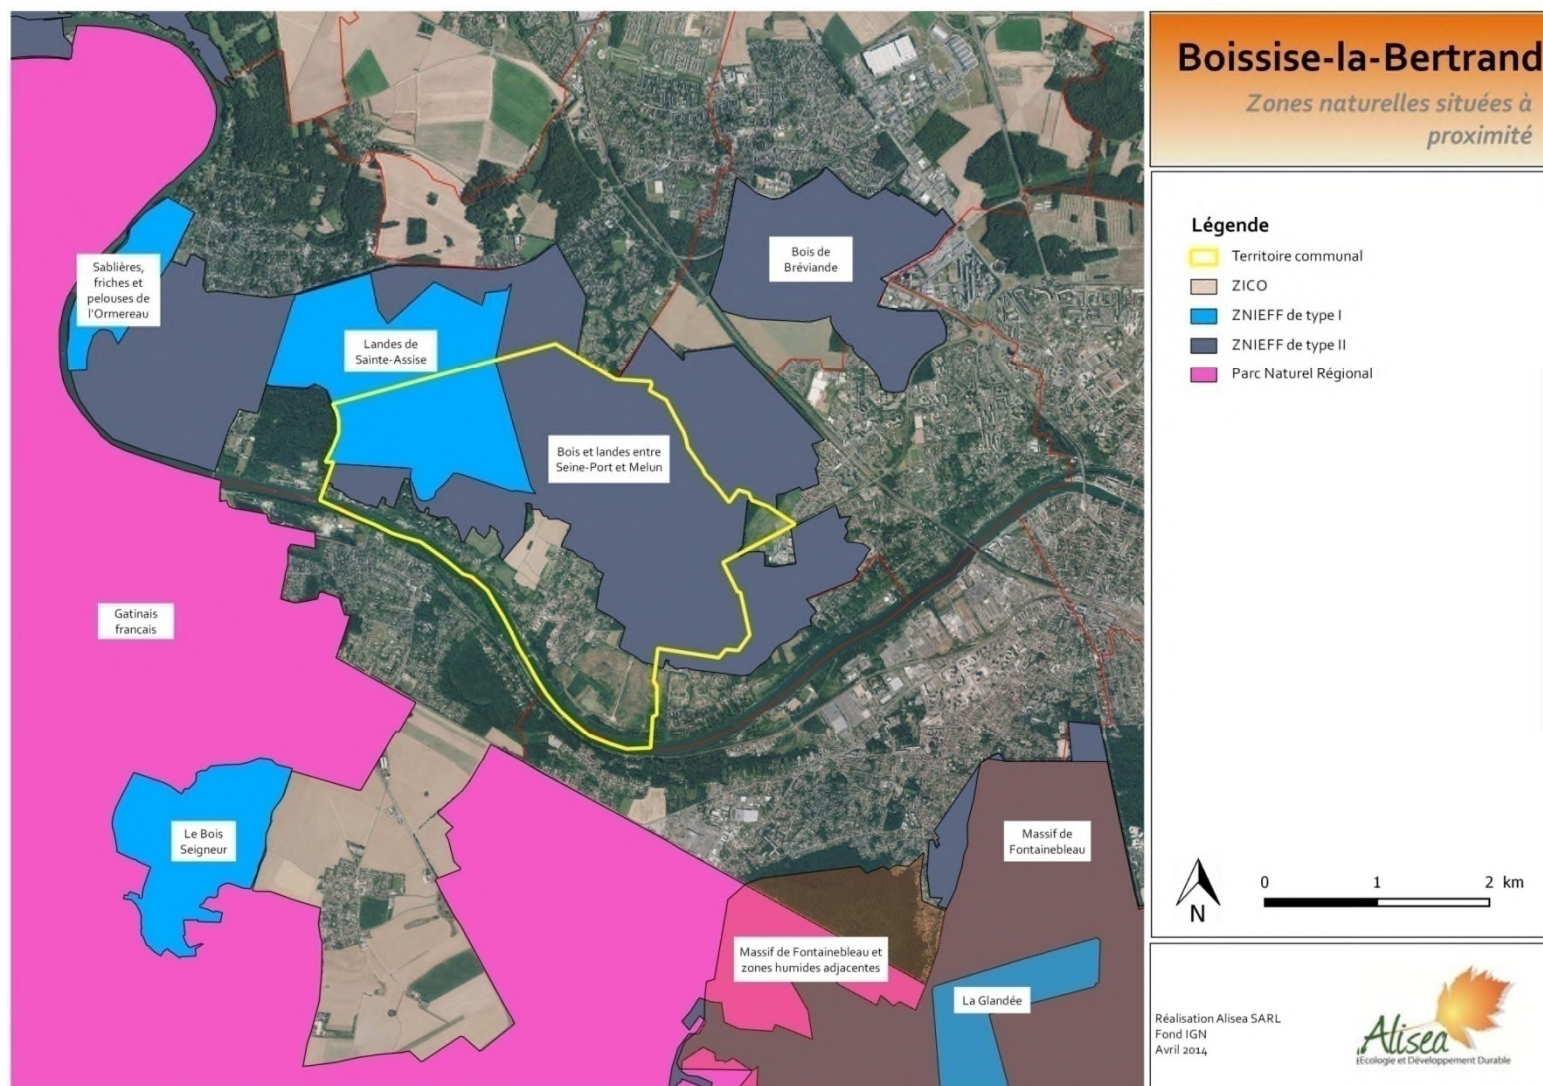 Boissise-la-Bertrand
Zones naturelles situées à
proximité
Légende
Territoire communal
ZICO
ZNIEFF de type I
ZNIEFF de type II
Parc Naturel Régional
Sablières,
friches et
pelouses de
l'Ormereau
Landes de
Sainte-Assise
Bois de
Bréviande
Bois et landes entre
Seine-Port et Melun
Gatinais
francais
Le Bois
Seigneur
Massif de
Fontainebleau
Massif de Fontainebleau et
zones humides adjacentes
La Glandée
N
0 1 2 km
Réalisation Alisea SARL
Fond IGN
Avril 2014
Alisea
Ecologie et Développement Durable